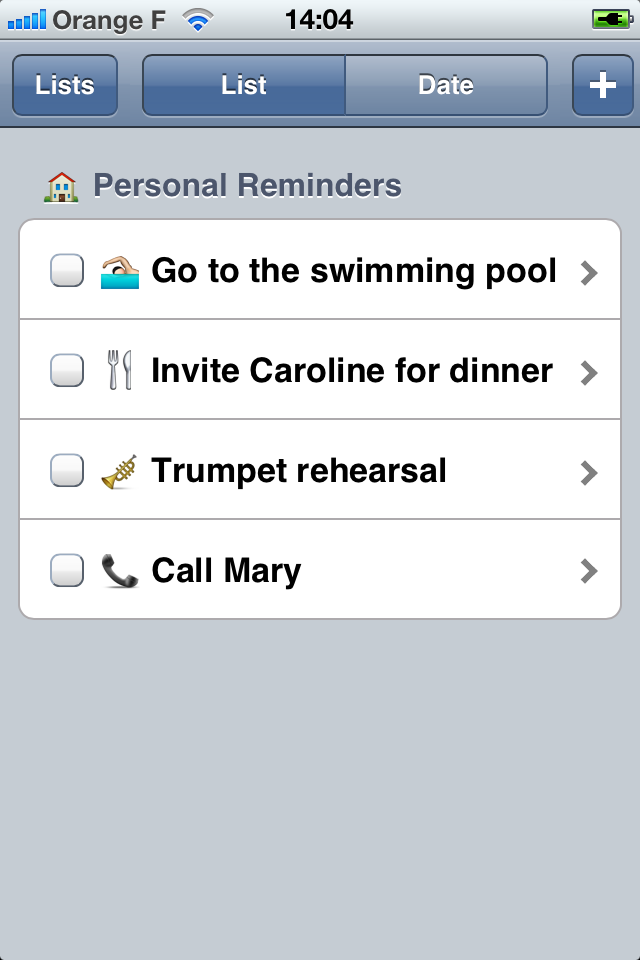 Orange F 14:04
Lists List Date +
Personal Reminders
Go to the swimming pool
Invite Caroline for dinner
Trumpet rehearsal
Call Mary